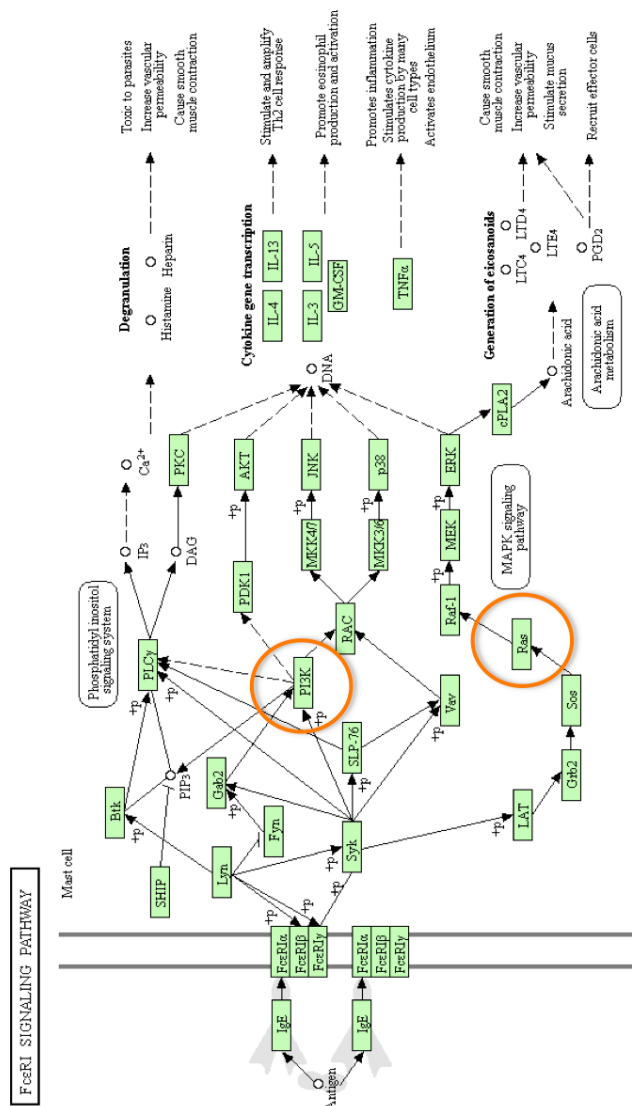 FcεRI SIGNALING PATHWAY
Mast cell
Antigen
IgE
IgE
FcεRIα
FcεRIβ
FcεRIγ
FcεRIα
FcεRIβ
FcεRIγ
SHIP
Btk
+p
PIP3
Lyn
Fyn
Gab2
+p
+p
+p
+p
Syk
+p
SLP-76
+p
LAT
+p
Grb2
Sos
Ras
Vav
+p
PI3K
+p
RAC
PLCγ
+p
+p
Phosphatidyl inositol
signaling system
IP3
DAG
Ca2+
PKC
PDK1
AKT
+p
MKK4/7
JNK
+p
MKK3/6
p38
+p
Raf-1
MEK
+p
ERK
+p
MAPK signaling
pathway
cPLA2
DNA
Arachidonic acid
Arachidonic acid
metabolism
Degranulation
Histamine
Heparin
Toxic to parasites
Increase vascular
permeability
Cause smooth
muscle contraction
Cytokine gene transcription
IL-4
IL-13
Stimulate and amplify
Th2 cell response
IL-3
IL-5
GM-CSF
Promote eosinophil
production and activation
TNFα
Promotes inflammation
Stimulates cytokine
production by many
cell types
Activates endothelium
Generation of eicosanoids
LTC4
LTD4
LTE4
PGD2
Cause smooth
muscle contraction
Increase vascular
permeability
Stimulate mucus
secretion
Recruit effector cells